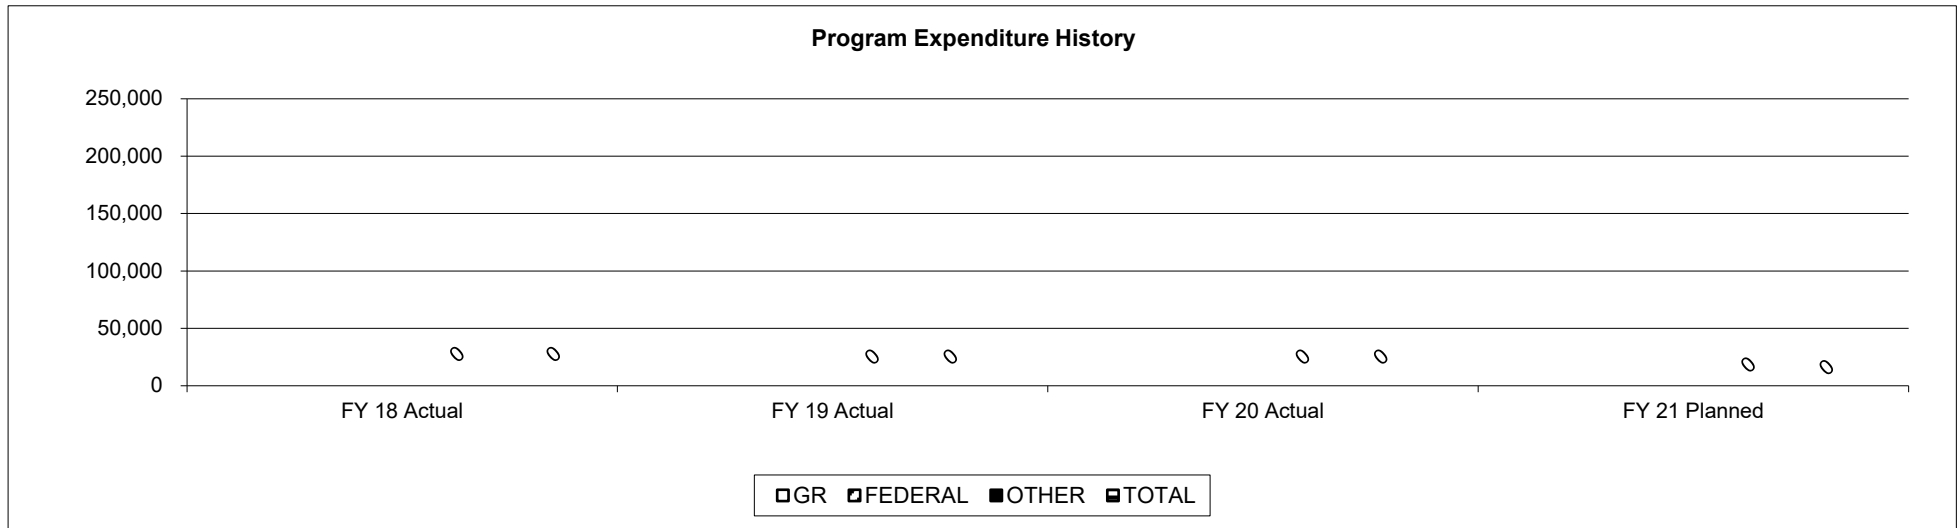 Program Expenditure History
250,000
200,000
150,000
100,000
50,000
0
0 0 0 0 0 0 0 0
FY 18 Actual FY 19 Actual FY 20 Actual FY 21 Planned
GR FEDERAL OTHER TOTAL